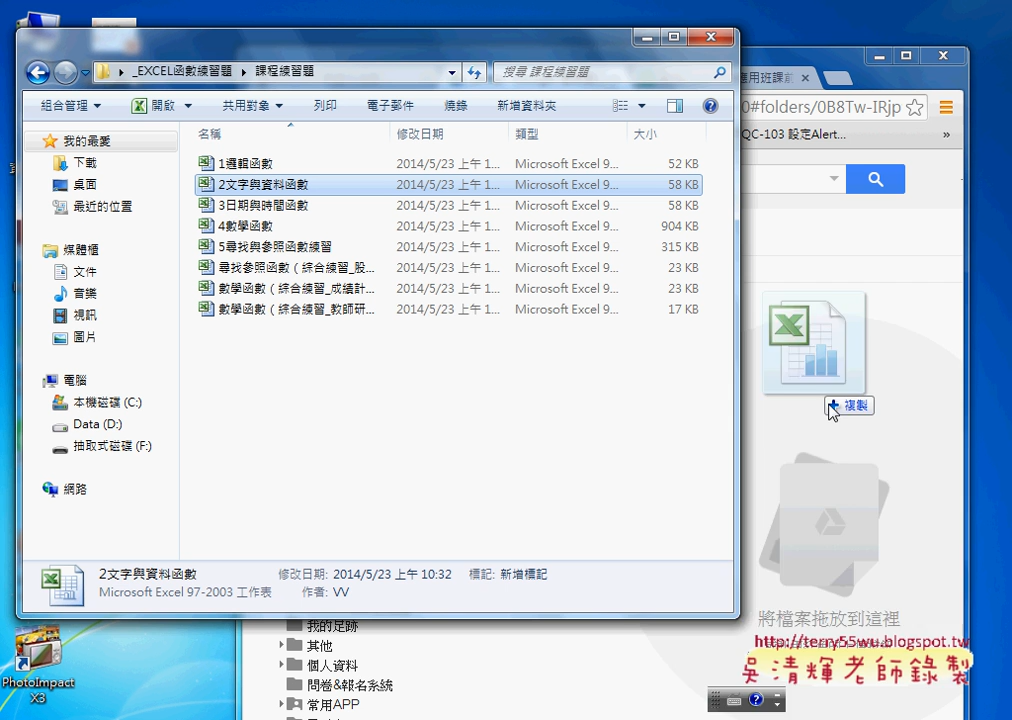 _EXCEL函數練習題 ▸ 課程練習題
搜尋 課程練習題
組合管理 開啟 共用對象 列印 電子郵件 燒錄 新增資料夾
我的最愛
下載
桌面
最近的位置
媒體櫃
文件
音樂
視訊
圖片
電腦
本機磁碟 (C:)
Data (D:)
抽取式磁碟 (F:)
網路
名稱 修改日期 類型 大小
1邏輯函數 2014/5/23 上午 1... Microsoft Excel 9... 52 KB
2文字與資料函數 2014/5/23 上午 1... Microsoft Excel 9... 58 KB
3日期與時間函數 2014/5/23 上午 1... Microsoft Excel 9... 58 KB
4數學函數 2014/5/23 上午 1... Microsoft Excel 9... 904 KB
5尋找與參照函數練習 2014/5/23 上午 1... Microsoft Excel 9... 315 KB
尋找參照函數（綜合練習_股... 2014/5/23 上午 1... Microsoft Excel 9... 23 KB
數學函數（綜合練習_成績計... 2014/5/23 上午 1... Microsoft Excel 9... 23 KB
數學函數（綜合練習_教師研... 2014/5/23 上午 1... Microsoft Excel 9... 17 KB
2文字與資料函數 修改日期: 2014/5/23 上午 10:32 標記: 新增標記
Microsoft Excel 97-2003 工作表 作者: VV
應用班課前
0#folders/0B8Tw-IRjp
QC-103 設定Alert... »
複製
將檔案拖放到這裡
http://terry55wu.blogspot.tw
吳清輝老師錄製
我的足跡
其他
個人資料
問卷&報名系統
常用APP
PhotoImpact
X3